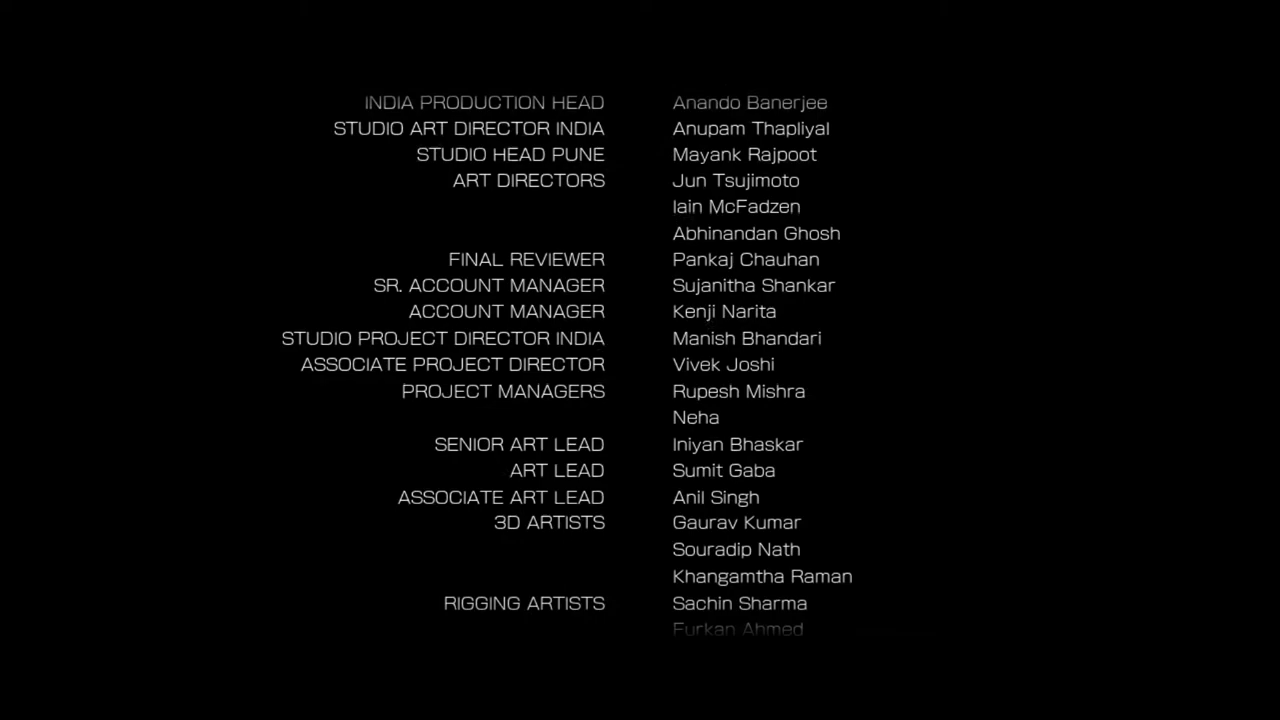 INDIA PRODUCTION HEAD Anando Banerjee
STUDIO ART DIRECTOR INDIA Anupam Thapliyal
STUDIO HEAD PUNE Mayank Rajpoot
ART DIRECTORS Jun Tsujimoto
Iain McFadzen
Abhinandan Ghosh
FINAL REVIEWER Pankaj Chauhan
SR. ACCOUNT MANAGER Sujanitha Shankar
ACCOUNT MANAGER Kenji Narita
STUDIO PROJECT DIRECTOR INDIA Manish Bhandari
ASSOCIATE PROJECT DIRECTOR Vivek Joshi
PROJECT MANAGERS Rupesh Mishra
Neha
SENIOR ART LEAD Iniyan Bhaskar
ART LEAD Sumit Gaba
ASSOCIATE ART LEAD Anil Singh
3D ARTISTS Gaurav Kumar
Souradip Nath
Khangamtha Raman
RIGGING ARTISTS Sachin Sharma
Furkan Ahmed